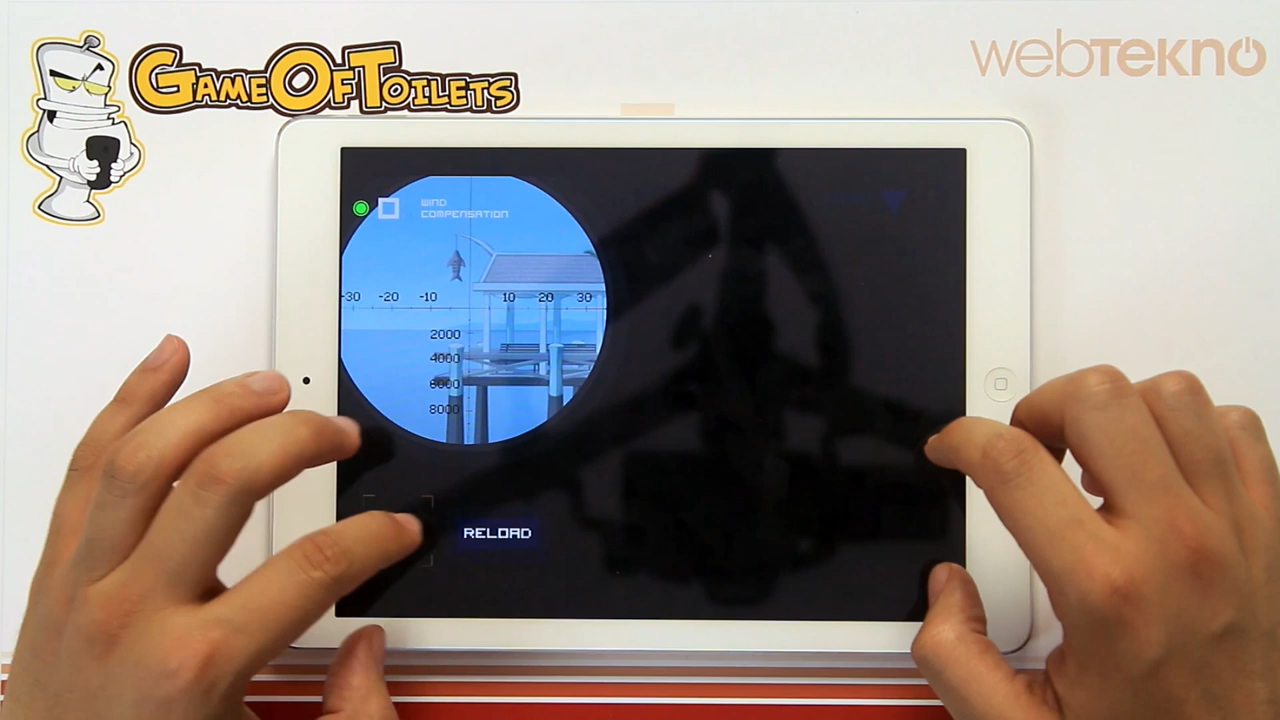 GAMEOFTOILETS
webTEKNO
WIND
COMPENSATION
-30 -20 -10 10 20 30
2000
4000
6000
8000
RELOAD